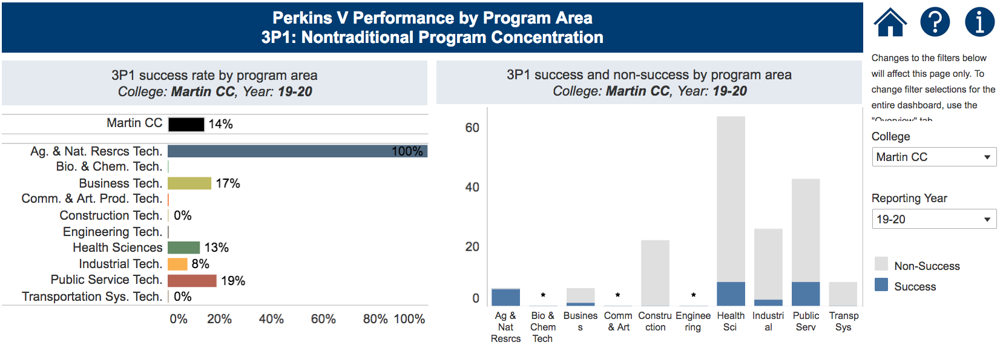 Perkins V Performance by Program Area
3P1: Nontraditional Program Concentration
3P1 success rate by program area
College: Martin CC, Year: 19-20
Martin CC 14%
Ag. & Nat. Resrcs Tech. 100%
Bio. & Chem. Tech.
Business Tech. 17%
Comm. & Art. Prod. Tech.
Construction Tech. 0%
Engineering Tech.
Health Sciences 13%
Industrial Tech. 8%
Public Service Tech. 19%
Transportation Sys. Tech. 0%
0% 20% 40% 60% 80% 100%
3P1 success and non-success by program area
College: Martin CC, Year: 19-20
60
40
20
0
* * *
Ag & Bio & Busines Comm Constru Enginee Health Industri Public Transp
Nat Chem s & Art ction ring Sci al Serv Sys
Resrcs Tech
Changes to the filters below
will affect this page only. To
change filter selections for the
entire dashboard, use the
"Overview" tab
College
Martin CC
Reporting Year
19-20
Non-Success
Success